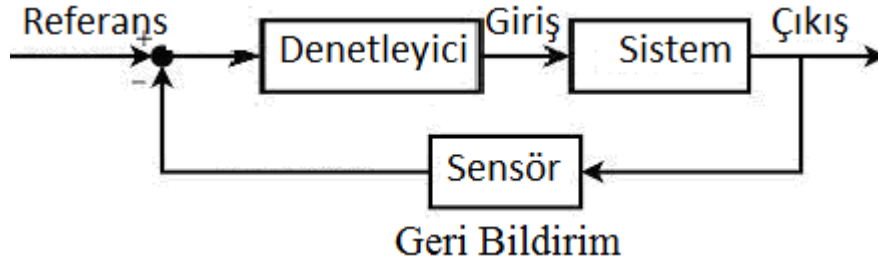 Referans
Giriş
Çıkış
+
Denetleyici
Sistem
−
Sensör
Geri Bildirim